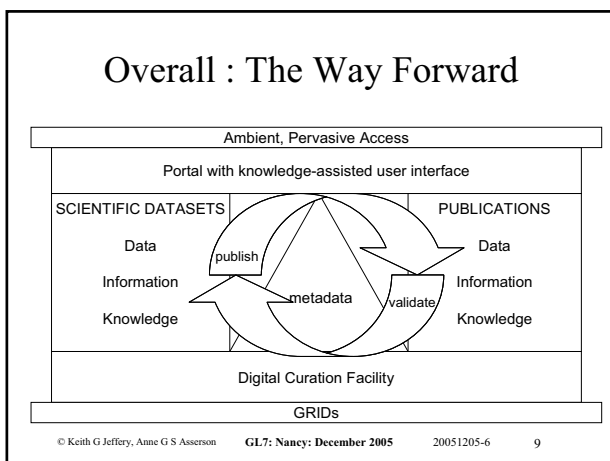 Overall : The Way Forward
Ambient, Pervasive Access
Portal with knowledge-assisted user interface
SCIENTIFIC DATASETS
Data
Information
Knowledge
publish
metadata
validate
PUBLICATIONS
Data
Information
Knowledge
Digital Curation Facility
GRIDs
© Keith G Jeffery, Anne G S Asserson GL7: Nancy: December 2005 20051205-6 9